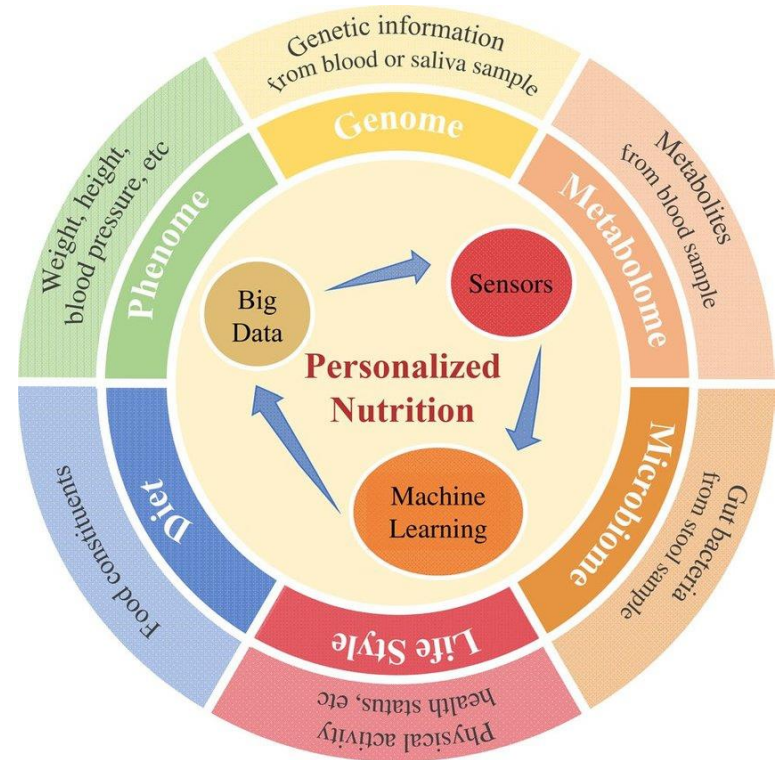 Genetic information
from blood or saliva sample
Genome
Metabolites
from blood sample
Metabolome
Gut bacteria
from stool sample
Microbiome
Physical activity
health status, etc
Life Style
Food constituents
Diet
Weight, height,
blood pressure, etc
Phenome
Big
Data
Sensors
Personalized
Nutrition
Machine
Learning